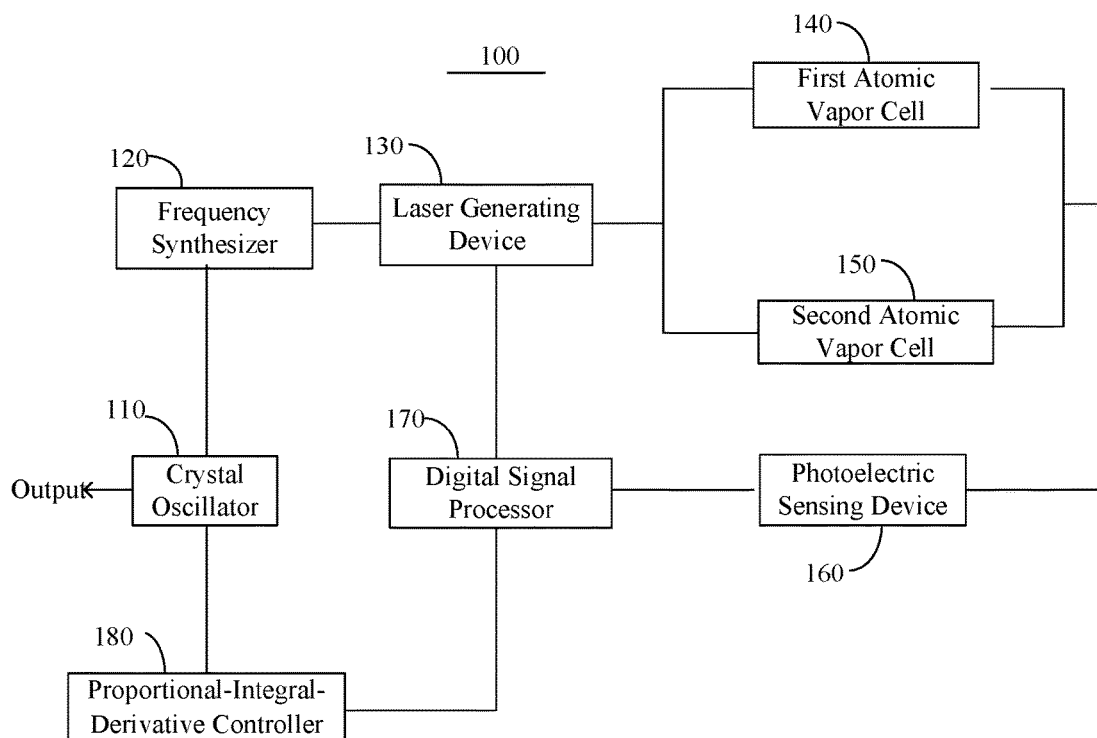 100
140
First Atomic
Vapor Cell
120
Frequency
Synthesizer
130
Laser Generating
Device
150
Second Atomic
Vapor Cell
110
Crystal
Oscillator
Output
170
Digital Signal
Processor
Photoelectric
Sensing Device
160
180
Proportional-Integral-
Derivative Controller